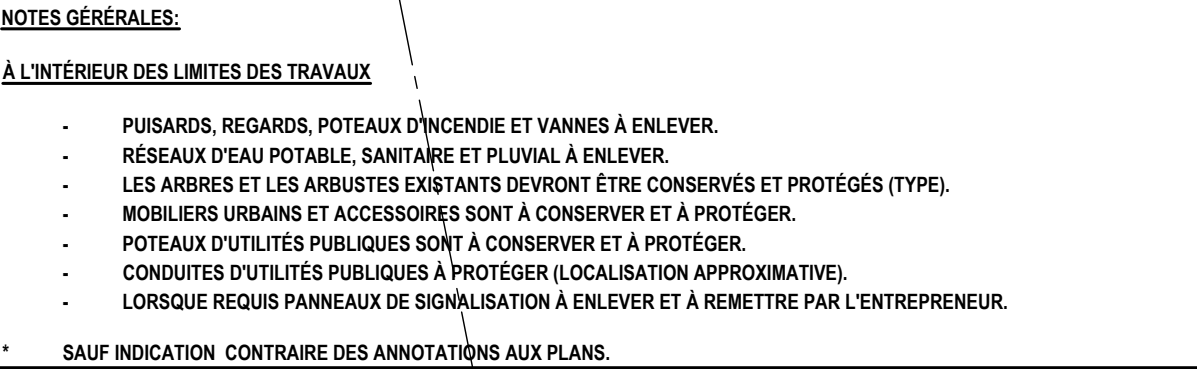 NOTES GÉRÉRALES:
À L'INTÉRIEUR DES LIMITES DES TRAVAUX
- PUISARDS, REGARDS, POTEAUX D'INCENDIE ET VANNES À ENLEVER.
- RÉSEAUX D'EAU POTABLE, SANITAIRE ET PLUVIAL À ENLEVER.
- LES ARBRES ET LES ARBUSTES EXISTANTS DEVRONT ÊTRE CONSERVÉS ET PROTÉGÉS (TYPE).
- MOBILIERS URBAINS ET ACCESSOIRES SONT À CONSERVER ET À PROTÉGER.
- POTEAUX D'UTILITÉS PUBLIQUES SONT À CONSERVER ET À PROTÉGER.
- CONDUITES D'UTILITÉS PUBLIQUES À PROTÉGER (LOCALISATION APPROXIMATIVE).
- LORSQUE REQUIS PANNEAUX DE SIGNALISATION À ENLEVER ET À REMETTRE PAR L'ENTREPRENEUR.
* SAUF INDICATION CONTRAIRE DES ANNOTATIONS AUX PLANS.